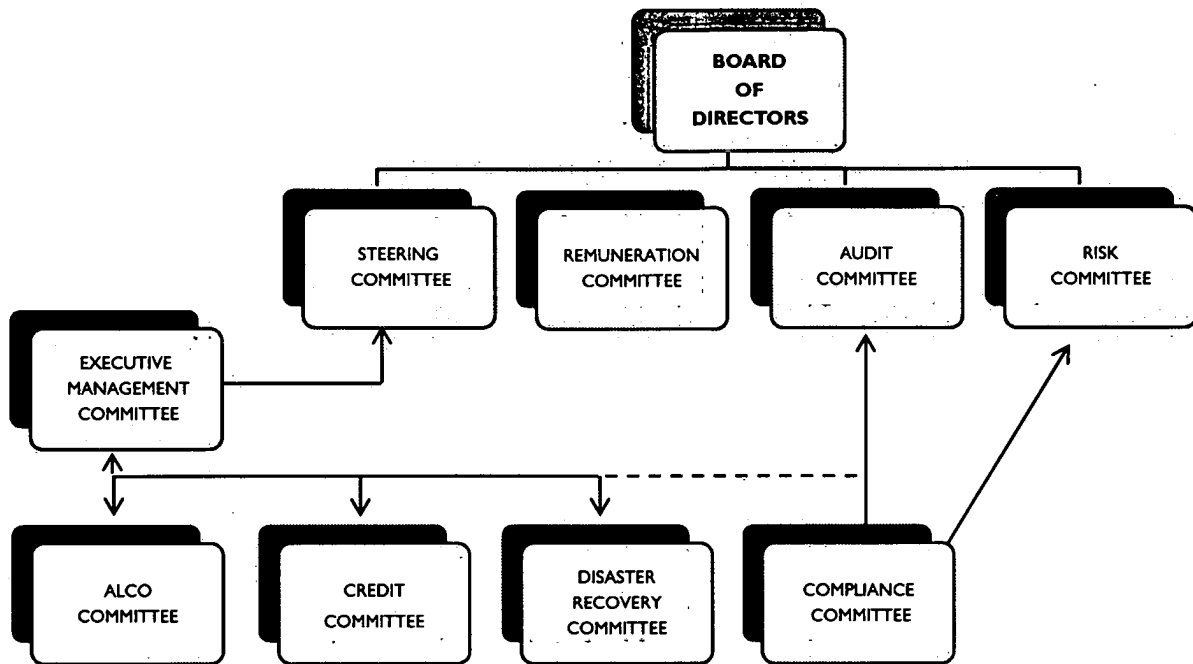 BOARD
OF
DIRECTORS
STEERING
COMMITTEE
REMUNERATION
COMMITTEE
AUDIT
COMMITTEE
RISK
COMMITTEE
EXECUTIVE
MANAGEMENT
COMMITTEE
ALCO
COMMITTEE
CREDIT
COMMITTEE
DISASTER
RECOVERY
COMMITTEE
COMPLIANCE
COMMITTEE